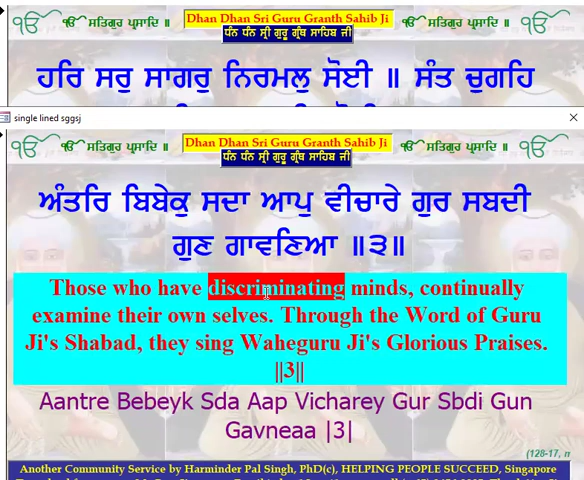 ੴ ਸਤਿਗੁਰ ਪ੍ਰਸਾਦਿ ॥ Dhan Dhan Sri Guru Granth Sahib Ji ੴ ਸਤਿਗੁਰ ਪ੍ਰਸਾਦਿ ॥
ਧੰਨ ਧੰਨ ਸ੍ਰੀ ਗੁਰੂ ਗ੍ਰੰਥ ਸਾਹਿਬ ਜੀ
ਹਰਿ ਸਰੁ ਸਾਗਰੁ ਨਿਰਮਲੁ ਸੋਈ ॥ ਸੰਤ ਚੁਗਹਿ
single lined sggsj
ੴ ਸਤਿਗੁਰ ਪ੍ਰਸਾਦਿ ॥ Dhan Dhan Sri Guru Granth Sahib Ji ੴ ਸਤਿਗੁਰ ਪ੍ਰਸਾਦਿ ॥
ਧੰਨ ਧੰਨ ਸ੍ਰੀ ਗੁਰੂ ਗ੍ਰੰਥ ਸਾਹਿਬ ਜੀ
ਅੰਤਰਿ ਬਿਬੇਕੁ ਸਦਾ ਆਪੁ ਵੀਚਾਰੇ ਗੁਰ ਸਬਦੀ
ਗੁਣ ਗਾਵਣਿਆ ॥੩॥
Those who have discriminating minds, continually
examine their own selves. Through the Word of Guru
Ji's Shabad, they sing Waheguru Ji's Glorious Praises.
||3||
Aantre Bebeyk Sda Aap Vicharey Gur Sbdi Gun
Gavneaa |3|
(128-17, m
Another Community Service by Harminder Pal Singh, PhD(c), HELPING PEOPLE SUCCEED, Singapore